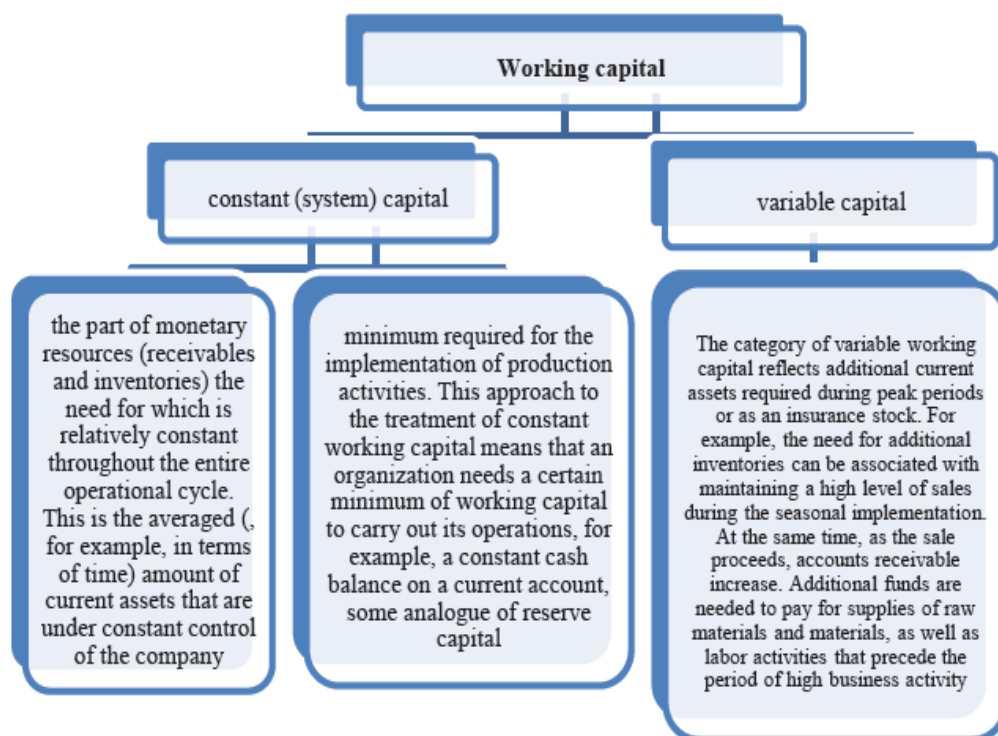 Working capital
constant (system) capital
variable capital
the part of monetary
resources (receivables
and inventories) the
need for which is
relatively constant
throughout the entire
operational cycle.
This is the averaged (,
for example, in terms
of time) amount of
current assets that are
under constant control
of the company
minimum required for the
implementation of production
activities. This approach to
the treatment of constant
working capital means that an
organization needs a certain
minimum of working capital
to carry out its operations, for
example, a constant cash
balance on a current account,
some analogue of reserve
capital
The category of variable working
capital reflects additional current
assets required during peak periods
or as an insurance stock. For
example, the need for additional
inventories can be associated with
maintaining a high level of sales
during the seasonal implementation.
At the same time, as the sale
proceeds, accounts receivable
increase. Additional funds are
needed to pay for supplies of raw
materials and materials, as well as
labor activities that precede the
period of high business activity